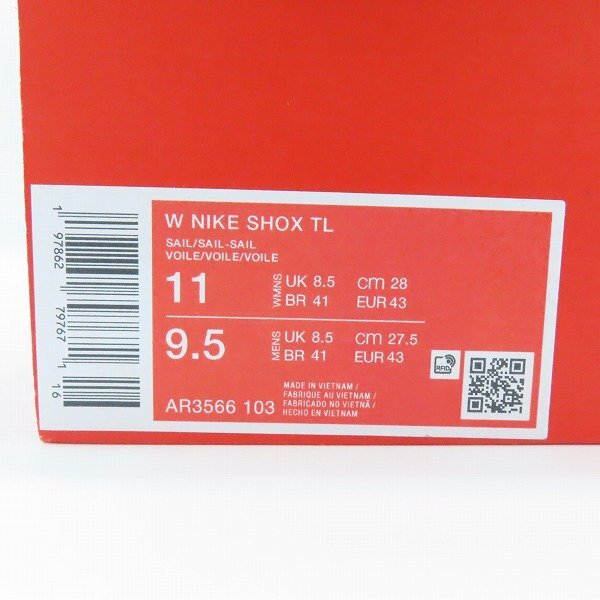 W NIKE SHOX TL
SAIL/SAIL-SAIL
VOILE/VOILE/VOILE
11 WMNS UK 8.5 cm 28
BR 41 EUR 43
9.5 MENS UK 8.5 cm 27.5
BR 41 EUR 43
AR3566 103
MADE IN VIETNAM /
FABRIQUE AU VIETNAM /
FABRICADO NO VIETNÃ /
HECHO EN VIETNAM
RFID
1 97862 79767 1 16